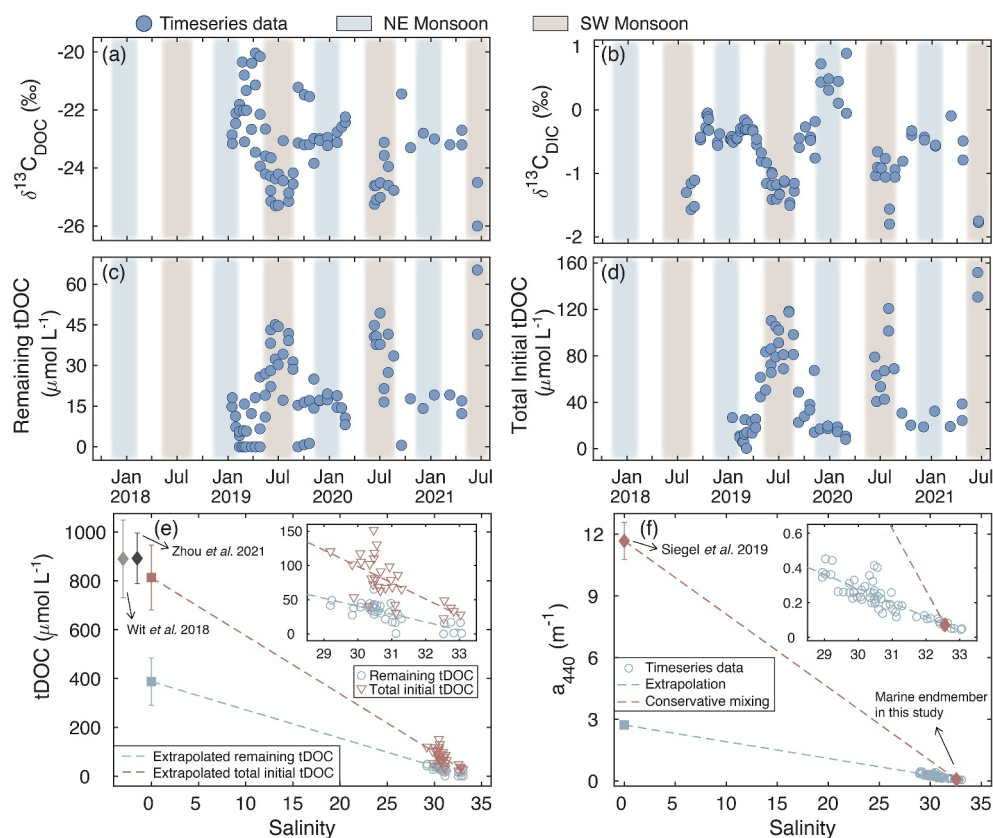 Timeseries data NE Monsoon SW Monsoon
(a)
δ¹³C_DOC (‰)
-20
-22
-24
-26
(b)
δ¹³C_DIC (‰)
1
0
-1
-2
(c)
Remaining tDOC
(μmol L⁻¹)
60
45
30
15
0
Jan Jul Jan Jul Jan Jul Jan Jul
2018 2019 2020 2021
(d)
Total Initial tDOC
(μmol L⁻¹)
160
120
80
40
0
Jan Jul Jan Jul Jan Jul Jan Jul
2018 2019 2020 2021
(e)
tDOC (μmol L⁻¹)
1000
800
600
400
200
0
Zhou et al. 2021
Wit et al. 2018
150
100
50
0
29 30 31 32 33
Remaining tDOC
Total initial tDOC
Extrapolated remaining tDOC
Extrapolated total initial tDOC
0 5 10 15 20 25 30 35
Salinity
(f)
a₄₄₀ (m⁻¹)
12
9
6
3
0
Siegel et al. 2019
0.6
0.4
0.2
0
29 30 31 32 33
Timeseries data
Extrapolation
Conservative mixing
Marine endmember
in this study
0 5 10 15 20 25 30 35
Salinity